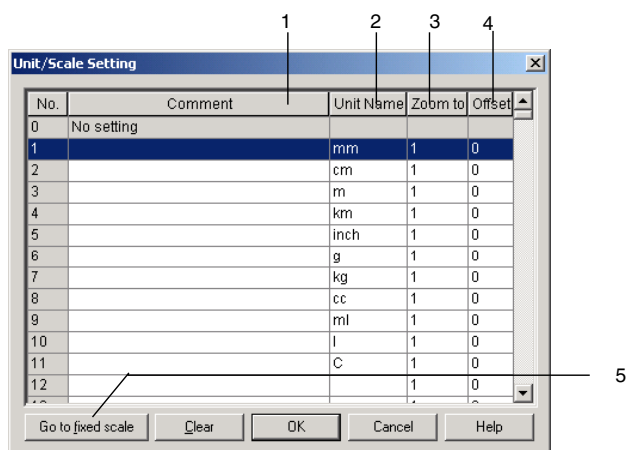 1 2 3 4
Unit/Scale Setting
No. Comment Unit Name Zoom to Offset
0 No setting
1 mm 1 0
2 cm 1 0
3 m 1 0
4 km 1 0
5 inch 1 0
6 g 1 0
7 kg 1 0
8 cc 1 0
9 ml 1 0
10 l 1 0
11 C 1 0
5
12 1 0
Go to fixed scale Clear OK Cancel Help